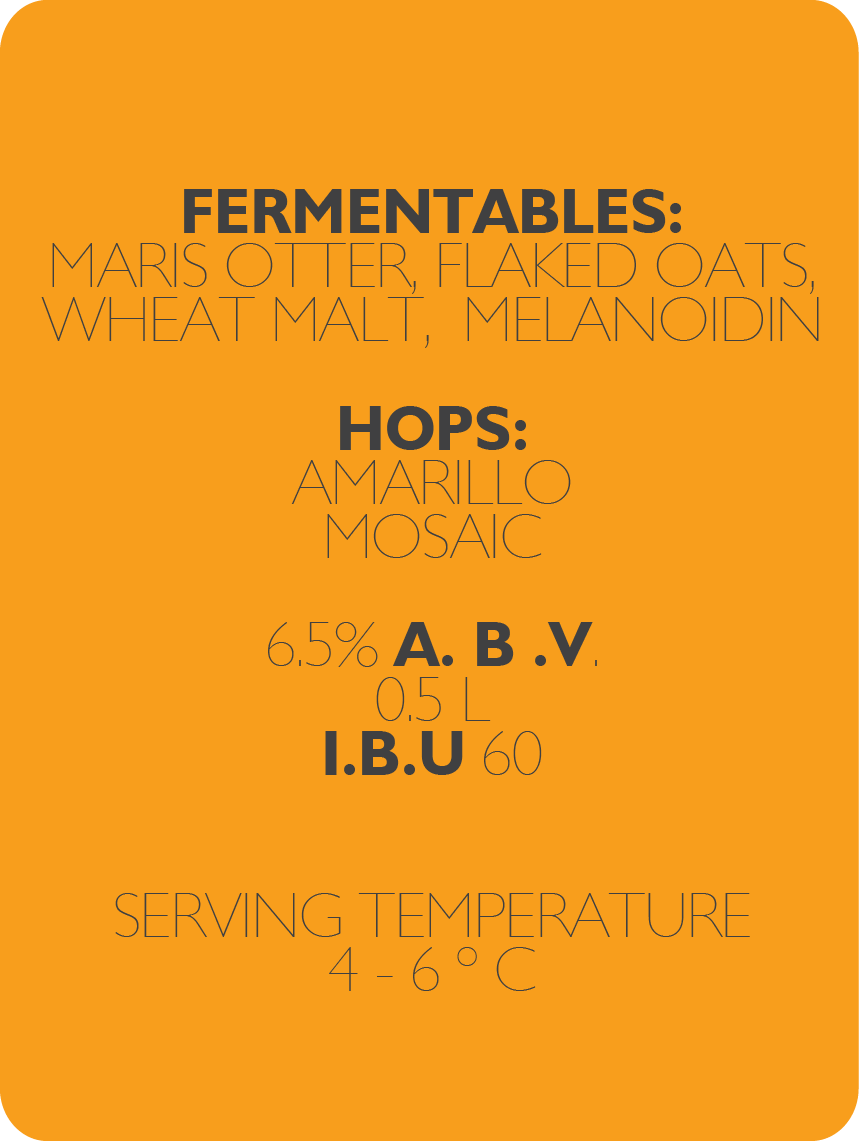 FERMENTABLES:
MARIS OTTER, FLAKED OATS,
WHEAT MALT,  MELANOIDIN
HOPS:
AMARILLO
MOSAIC
6.5% A. B .V.
0.5 L
I.B.U 60
SERVING TEMPERATURE
4 - 6 ° C